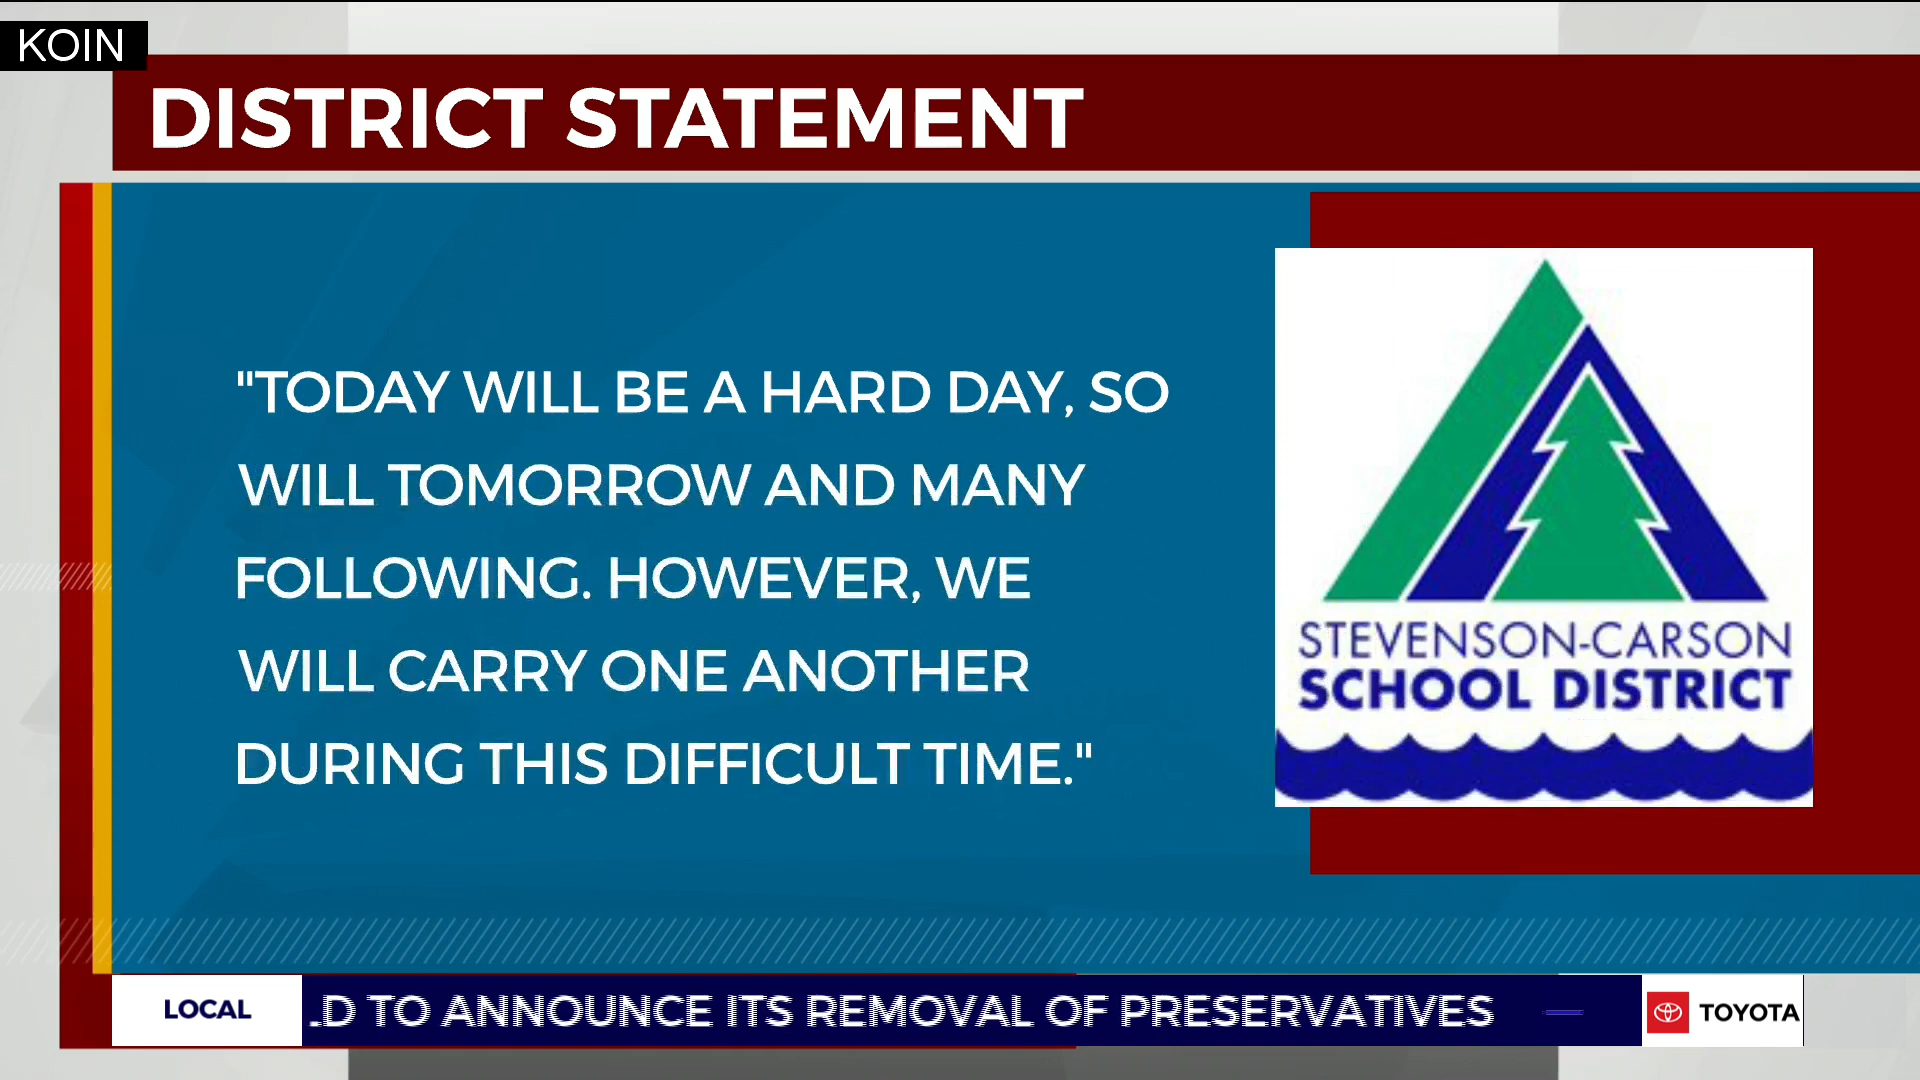 KOIN
DISTRICT STATEMENT
"TODAY WILL BE A HARD DAY, SO
WILL TOMORROW AND MANY
FOLLOWING. HOWEVER, WE
WILL CARRY ONE ANOTHER
DURING THIS DIFFICULT TIME."
STEVENSON-CARSON
SCHOOL DISTRICT
LOCAL
D TO ANNOUNCE ITS REMOVAL OF PRESERVATIVES —
TOYOTA